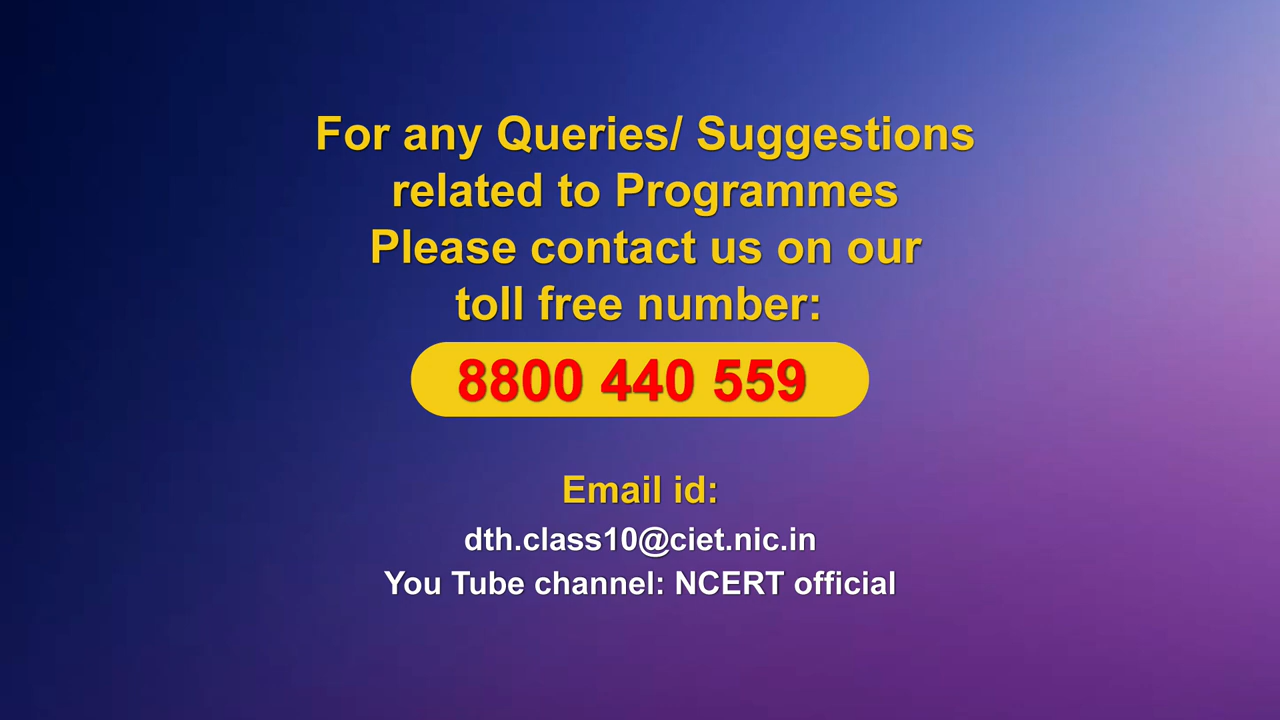 For any Queries/ Suggestions
related to Programmes
Please contact us on our
toll free number:
8800 440 559
Email id:
dth.class10@ciet.nic.in
You Tube channel: NCERT official